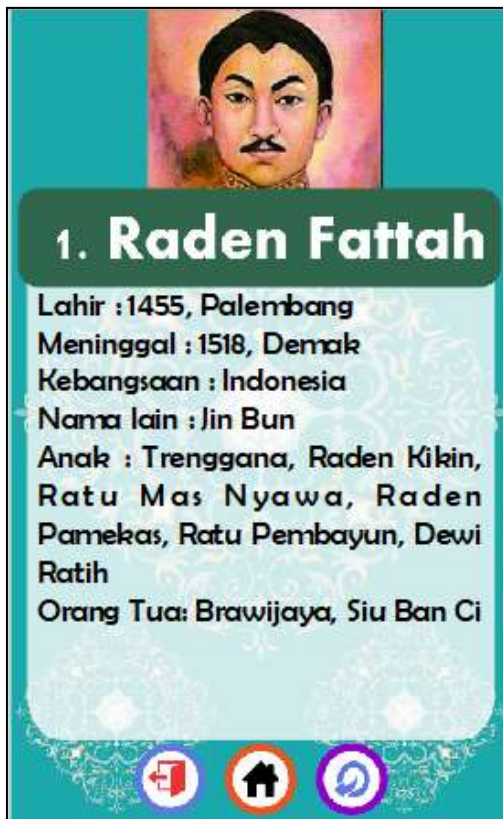 1. Raden Fattah
Lahir : 1455, Palembang
Meninggal : 1518, Demak
Kebangsaan : Indonesia
Nama lain : Jin Bun
Anak : Trenggana, Raden Kikin,
Ratu Mas Nyawa, Raden
Pamekas, Ratu Pembayun, Dewi
Ratih
Orang Tua: Brawijaya, Siu Ban Ci